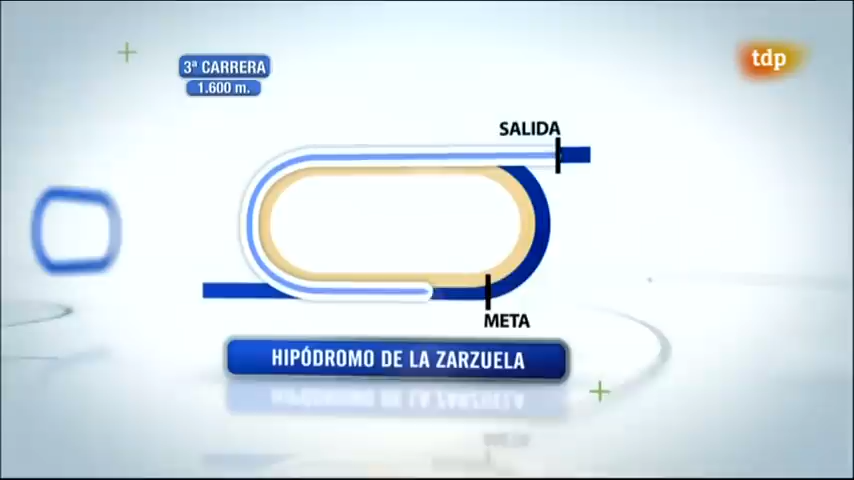 3ª CARRERA
1.600 m.
tdp
SALIDA
META
HIPÓDROMO DE LA ZARZUELA